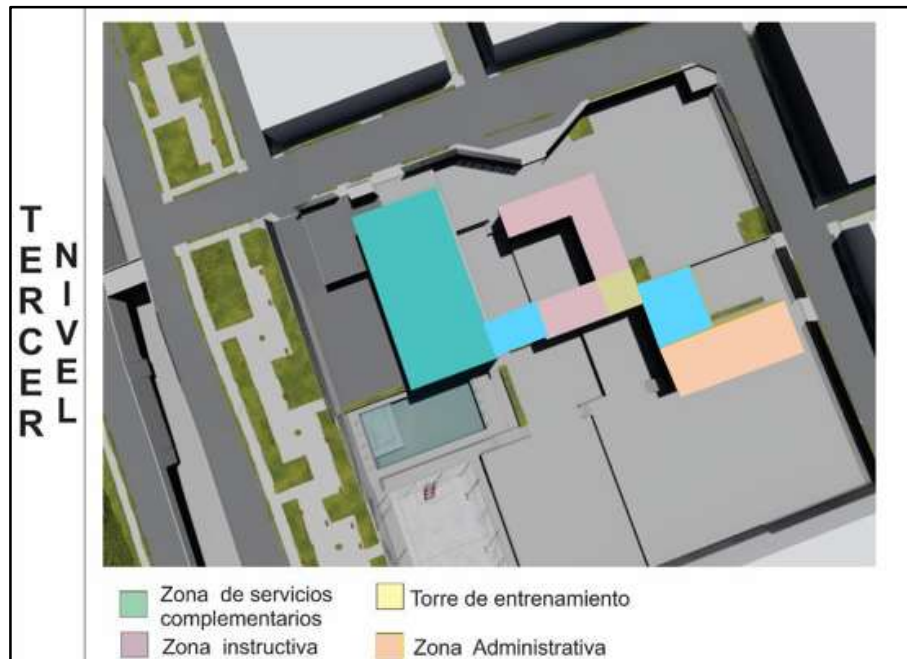 TERCER
NIVEL
Zona de servicios
complementarios
Torre de entrenamiento
Zona instructiva
Zona Administrativa